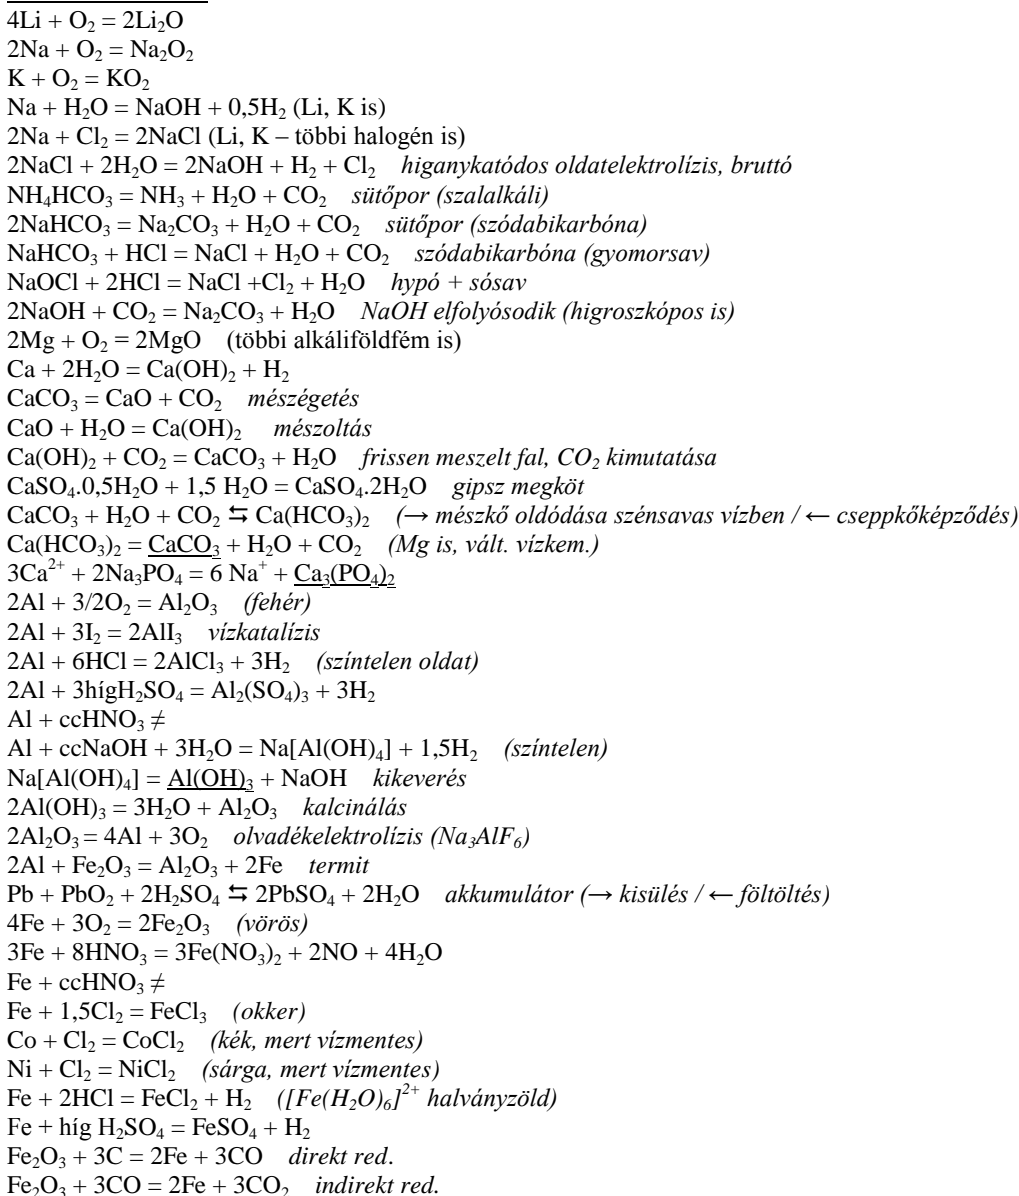 4Li + O₂ = 2Li₂O
2Na + O₂ = Na₂O₂
K + O₂ = KO₂
Na + H₂O = NaOH + 0,5H₂ (Li, K is)
2Na + Cl₂ = 2NaCl (Li, K – többi halogén is)
2NaCl + 2H₂O = 2NaOH + H₂ + Cl₂ higanykatódos oldatelektrolízis, bruttó
NH₄HCO₃ = NH₃ + H₂O + CO₂ sütőpor (szalalkáli)
2NaHCO₃ = Na₂CO₃ + H₂O + CO₂ sütőpor (szódabikarbóna)
NaHCO₃ + HCl = NaCl + H₂O + CO₂ szódabikarbóna (gyomorsav)
NaOCl + 2HCl = NaCl +Cl₂ + H₂O hypó + sósav
2NaOH + CO₂ = Na₂CO₃ + H₂O NaOH elfolyósodik (higroszkópos is)
2Mg + O₂ = 2MgO (többi alkáliföldfém is)
Ca + 2H₂O = Ca(OH)₂ + H₂
CaCO₃ = CaO + CO₂ mészégetés
CaO + H₂O = Ca(OH)₂ mészoltás
Ca(OH)₂ + CO₂ = CaCO₃ + H₂O frissen meszelt fal, CO₂ kimutatása
CaSO₄.0,5H₂O + 1,5 H₂O = CaSO₄.2H₂O gipsz megköt
CaCO₃ + H₂O + CO₂ ⇆ Ca(HCO₃)₂ (→ mészkő oldódása szénsavas vízben / ← cseppkőképződés)
Ca(HCO₃)₂ = CaCO₃ + H₂O + CO₂ (Mg is, vált. vízkem.)
3Ca²⁺ + 2Na₃PO₄ = 6 Na⁺ + Ca₃(PO₄)₂
2Al + 3/2O₂ = Al₂O₃ (fehér)
2Al + 3I₂ = 2AlI₃ vízkatalízis
2Al + 6HCl = 2AlCl₃ + 3H₂ (színtelen oldat)
2Al + 3hígH₂SO₄ = Al₂(SO₄)₃ + 3H₂
Al + ccHNO₃ ≠
Al + ccNaOH + 3H₂O = Na[Al(OH)₄] + 1,5H₂ (színtelen)
Na[Al(OH)₄] = Al(OH)₃ + NaOH kikeverés
2Al(OH)₃ = 3H₂O + Al₂O₃ kalcinálás
2Al₂O₃ = 4Al + 3O₂ olvadékelektrolízis (Na₃AlF₆)
2Al + Fe₂O₃ = Al₂O₃ + 2Fe termit
Pb + PbO₂ + 2H₂SO₄ ⇆ 2PbSO₄ + 2H₂O akkumulátor (→ kisülés / ← föltöltés)
4Fe + 3O₂ = 2Fe₂O₃ (vörös)
3Fe + 8HNO₃ = 3Fe(NO₃)₂ + 2NO + 4H₂O
Fe + ccHNO₃ ≠
Fe + 1,5Cl₂ = FeCl₃ (okker)
Co + Cl₂ = CoCl₂ (kék, mert vízmentes)
Ni + Cl₂ = NiCl₂ (sárga, mert vízmentes)
Fe + 2HCl = FeCl₂ + H₂ ([Fe(H₂O)₆]²⁺ halványzöld)
Fe + híg H₂SO₄ = FeSO₄ + H₂
Fe₂O₃ + 3C = 2Fe + 3CO direkt red.
Fe₂O₃ + 3CO = 2Fe + 3CO₂ indirekt red.